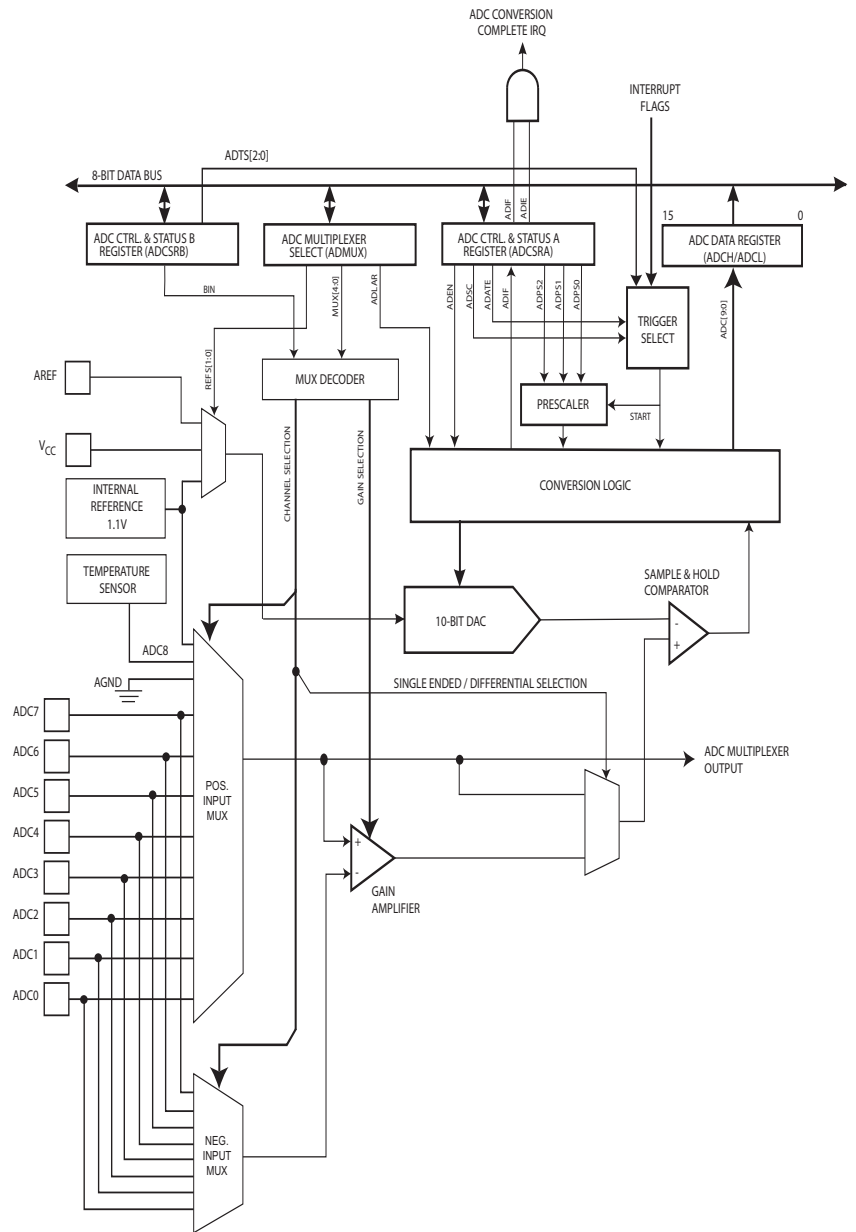 ADC CONVERSION
COMPLETE IRQ
INTERRUPT
FLAGS
ADTS[2:0]
8-BIT DATA BUS
ADIF
ADIE
15
0
ADC CTRL. & STATUS B
REGISTER (ADCSRB)
ADC MULTIPLEXER
SELECT (ADMUX)
ADC CTRL. & STATUS A
REGISTER (ADCSRA)
ADC DATA REGISTER
(ADCH/ADCL)
BIN
MUX[4:0]
ADLAR
ADEN
ADSC
ADATE
ADIF
ADPS2
ADPS1
ADPS0
TRIGGER
SELECT
ADC[9:0]
REFS[1:0]
MUX DECODER
AREF
PRESCALER
START
VCC
CHANNEL SELECTION
GAIN SELECTION
CONVERSION LOGIC
INTERNAL
REFERENCE
1.1V
TEMPERATURE
SENSOR
SAMPLE & HOLD
COMPARATOR
10-BIT DAC
-
+
ADC8
AGND
SINGLE ENDED / DIFFERENTIAL SELECTION
ADC7
ADC6
ADC MULTIPLEXER
OUTPUT
ADC5
POS.
INPUT
MUX
ADC4
+
-
ADC3
GAIN
AMPLIFIER
ADC2
ADC1
ADC0
NEG.
INPUT
MUX